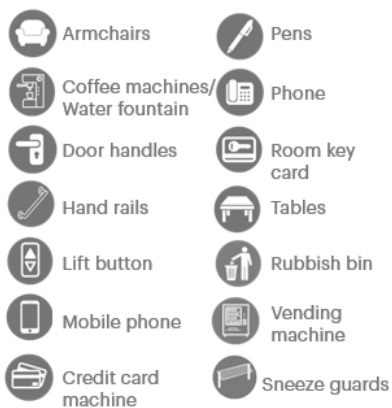 Armchairs
Pens
Coffee machines/
Water fountain
Phone
Door handles
Room key
card
Hand rails
Tables
Lift button
Rubbish bin
Mobile phone
Vending
machine
Credit card
machine
Sneeze guards